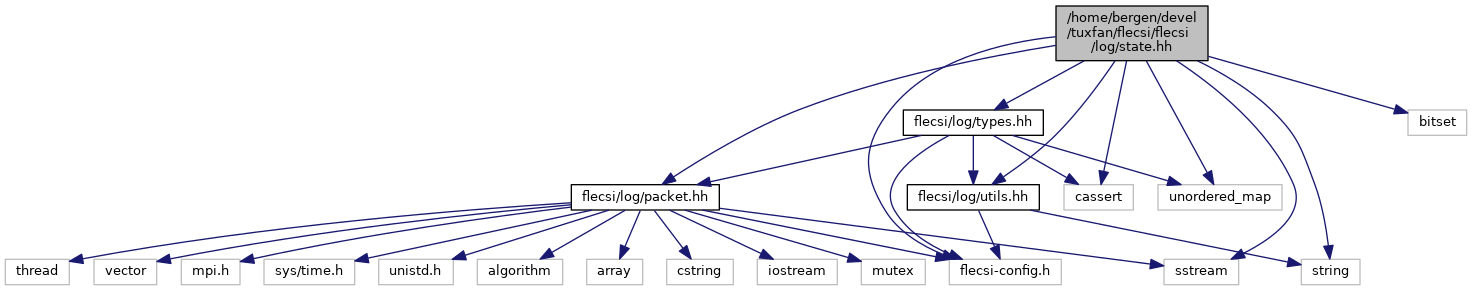 /home/bergen/devel
/tuxfan/flecsi/flecsi
/log/state.hh
flecsi/log/types.hh
bitset
flecsi/log/packet.hh
flecsi/log/utils.hh
cassert
unordered_map
thread
vector
mpi.h
sys/time.h
unistd.h
algorithm
array
cstring
iostream
mutex
flecsi-config.h
sstream
string